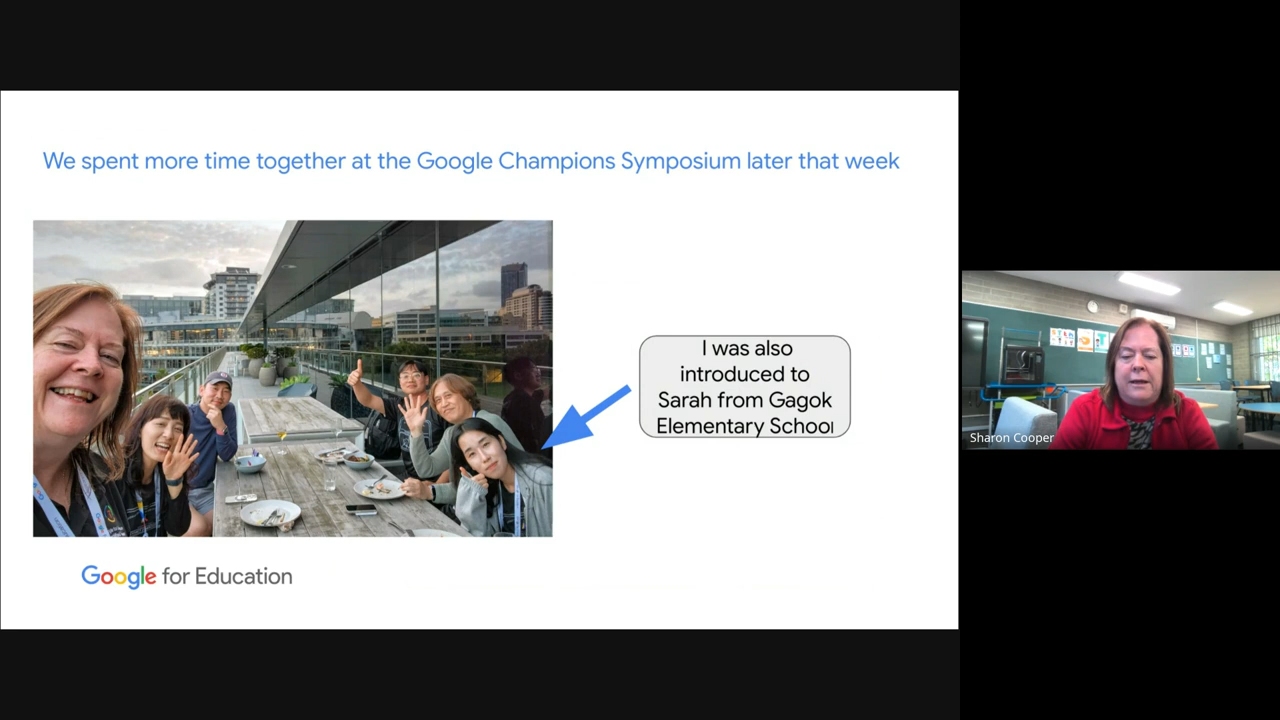 We spent more time together at the Google Champions Symposium later that week
I was also
introduced to
Sarah from Gagok
Elementary School
Google for Education
Sharon Cooper